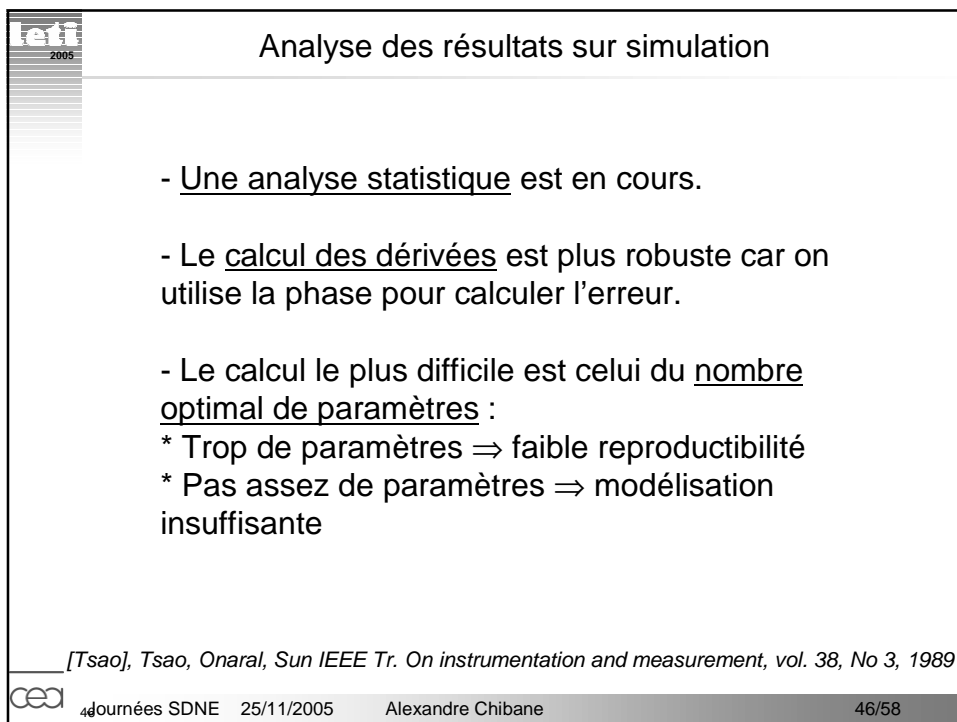 leti
2005
Analyse des résultats sur simulation
- Une analyse statistique est en cours.
- Le calcul des dérivées est plus robuste car on
utilise la phase pour calculer l’erreur.
- Le calcul le plus difficile est celui du nombre
optimal de paramètres :
* Trop de paramètres ⇒ faible reproductibilité
* Pas assez de paramètres ⇒ modélisation
insuffisante
[Tsao], Tsao, Onaral, Sun IEEE Tr. On instrumentation and measurement, vol. 38, No 3, 1989
cea 46 Journées SDNE 25/11/2005 Alexandre Chibane 46/58